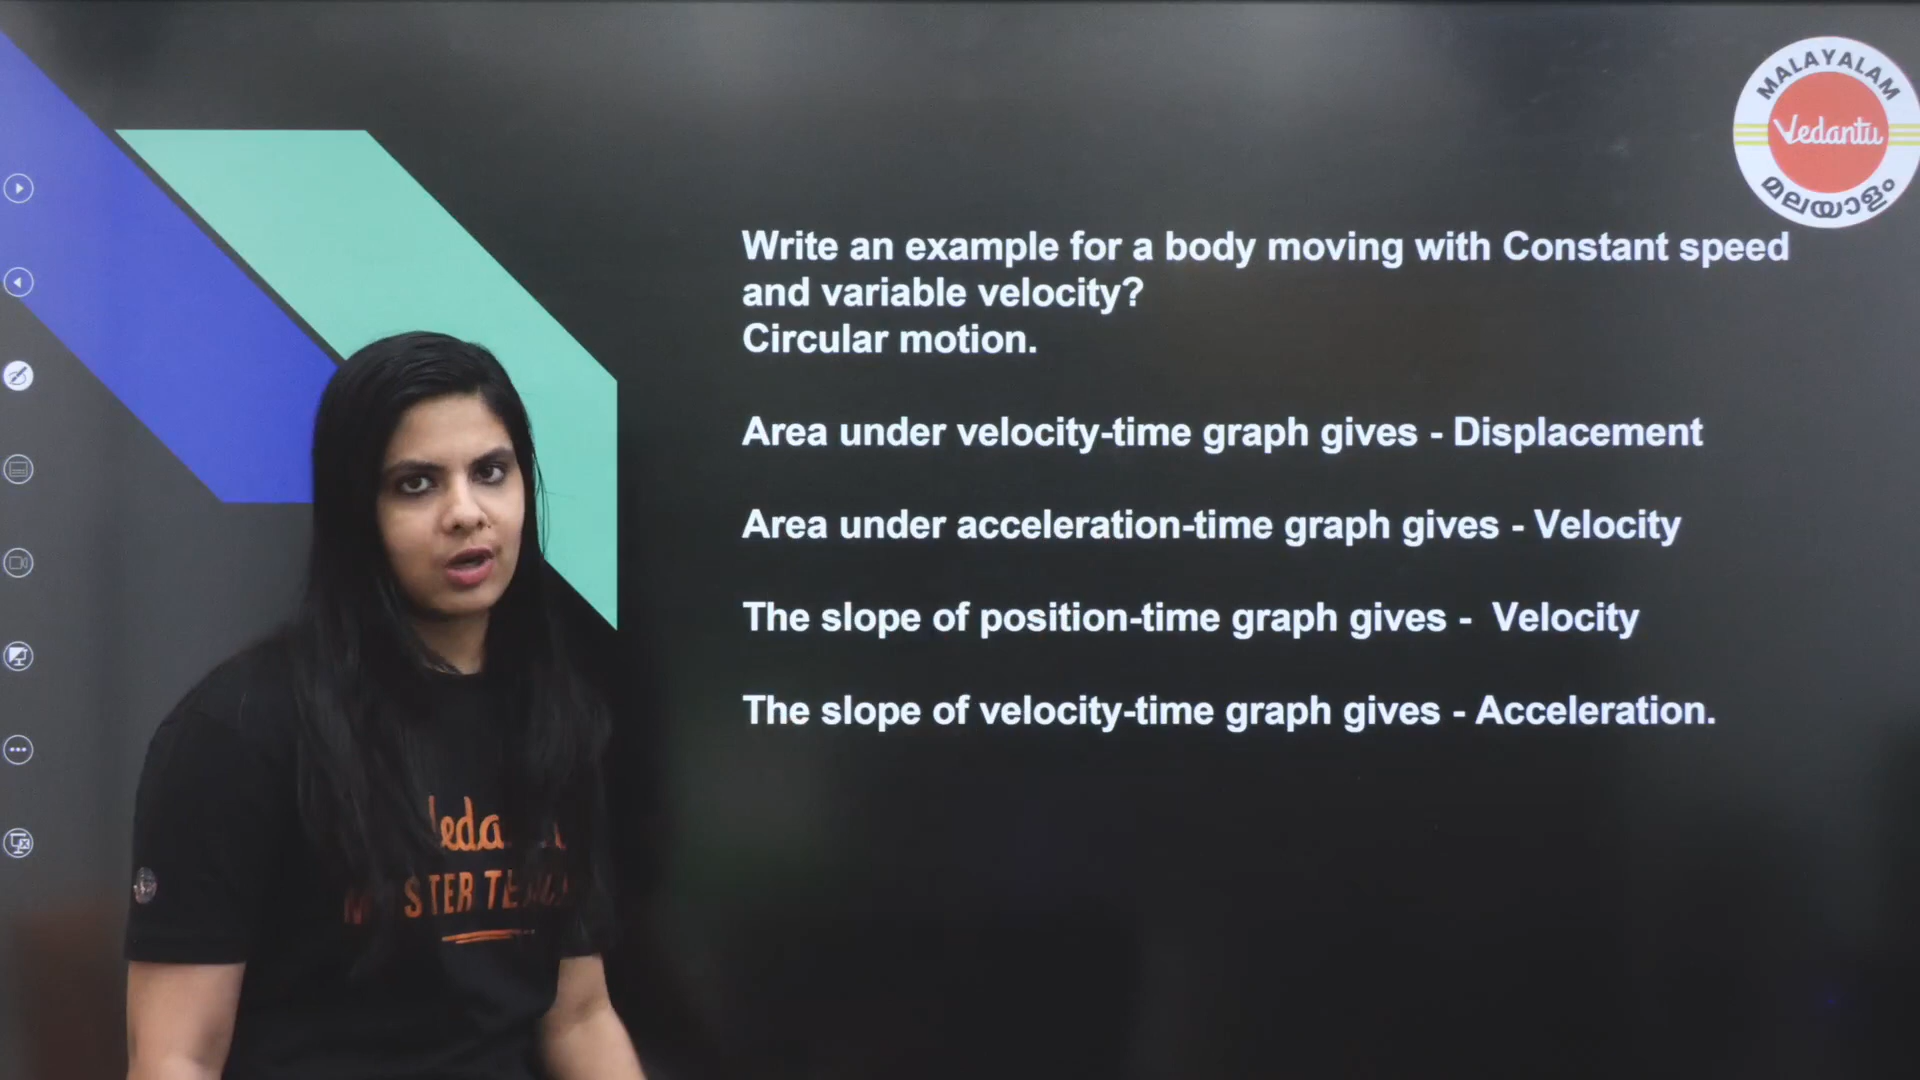 MALAYALAM
Vedantu
മലയാളം
Write an example for a body moving with Constant speed
and variable velocity?
Circular motion.
Area under velocity-time graph gives - Displacement
Area under acceleration-time graph gives - Velocity
The slope of position-time graph gives -  Velocity
The slope of velocity-time graph gives - Acceleration.